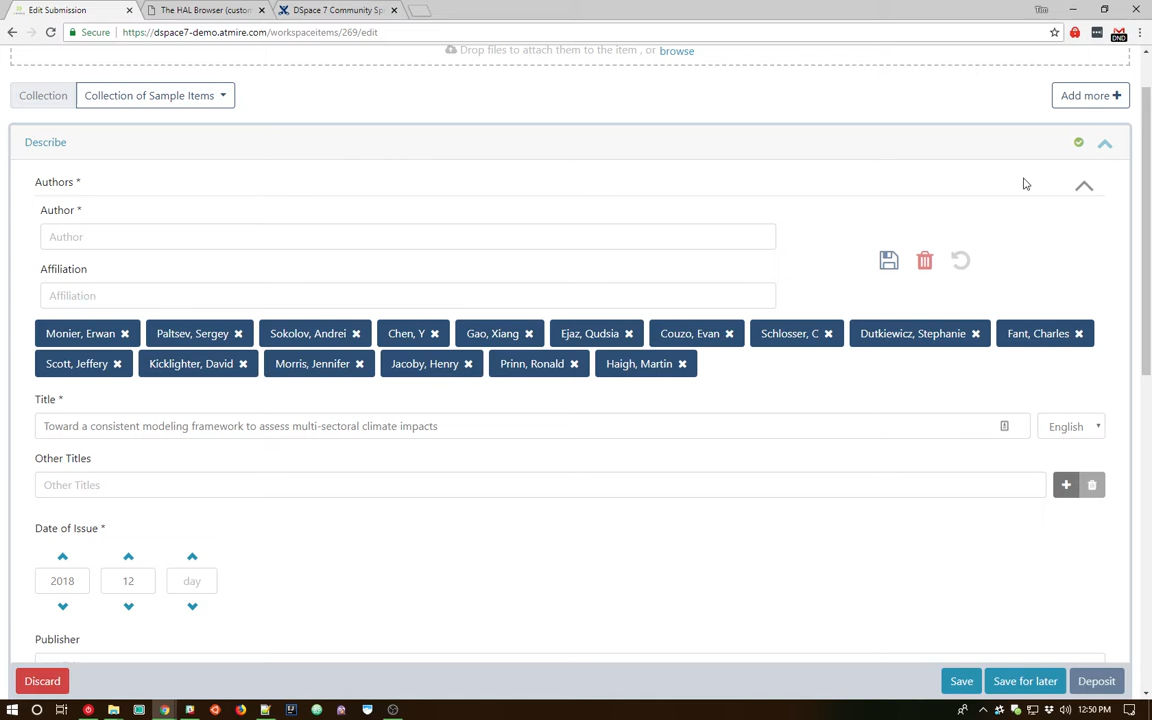 Edit Submission
The HAL Browser (custom
DSpace 7 Community Sp
Tim
Secure https://dspace7-demo.atmire.com/workspaceitems/269/edit
DND
Drop files to attach them to the item , or browse
Collection Collection of Sample Items
Add more
Describe
Authors *
Author *
Author
Affiliation
Affiliation
Monier, Erwan Paltsev, Sergey Sokolov, Andrei Chen, Y Gao, Xiang Ejaz, Qudsia Couzo, Evan Schlosser, C Dutkiewicz, Stephanie Fant, Charles
Scott, Jeffery Kicklighter, David Morris, Jennifer Jacoby, Henry Prinn, Ronald Haigh, Martin
Title *
Toward a consistent modeling framework to assess multi-sectoral climate impacts English
Other Titles
Other Titles
Date of Issue *
2018 12 day
Publisher
Discard Save Save for later Deposit
12:50 PM